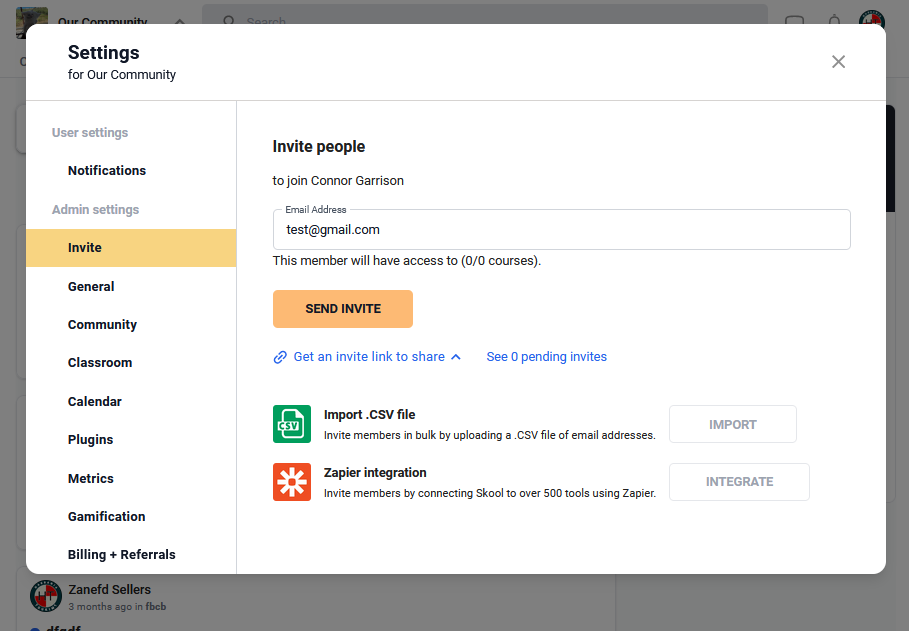 Our Community
Search
Settings
for Our Community
User settings
Notifications
Admin settings
Invite
General
Community
Classroom
Calendar
Plugins
Metrics
Gamification
Billing + Referrals
Invite people
to join Connor Garrison
Email Address
test@gmail.com
This member will have access to (0/0 courses).
SEND INVITE
Get an invite link to share
See 0 pending invites
CSV
Import .CSV file
Invite members in bulk by uploading a .CSV file of email addresses.
IMPORT
Zapier integration
Invite members by connecting Skool to over 500 tools using Zapier.
INTEGRATE
Zanefd Sellers
3 months ago in fbcb